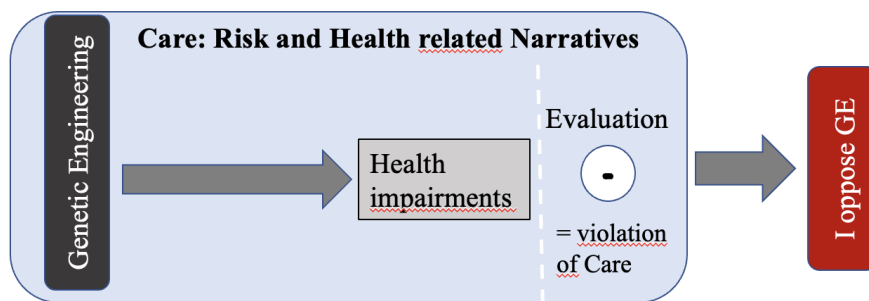 Care: Risk and Health related Narratives
Genetic Engineering
Health
impairments
Evaluation
-
= violation
of Care
I oppose GE